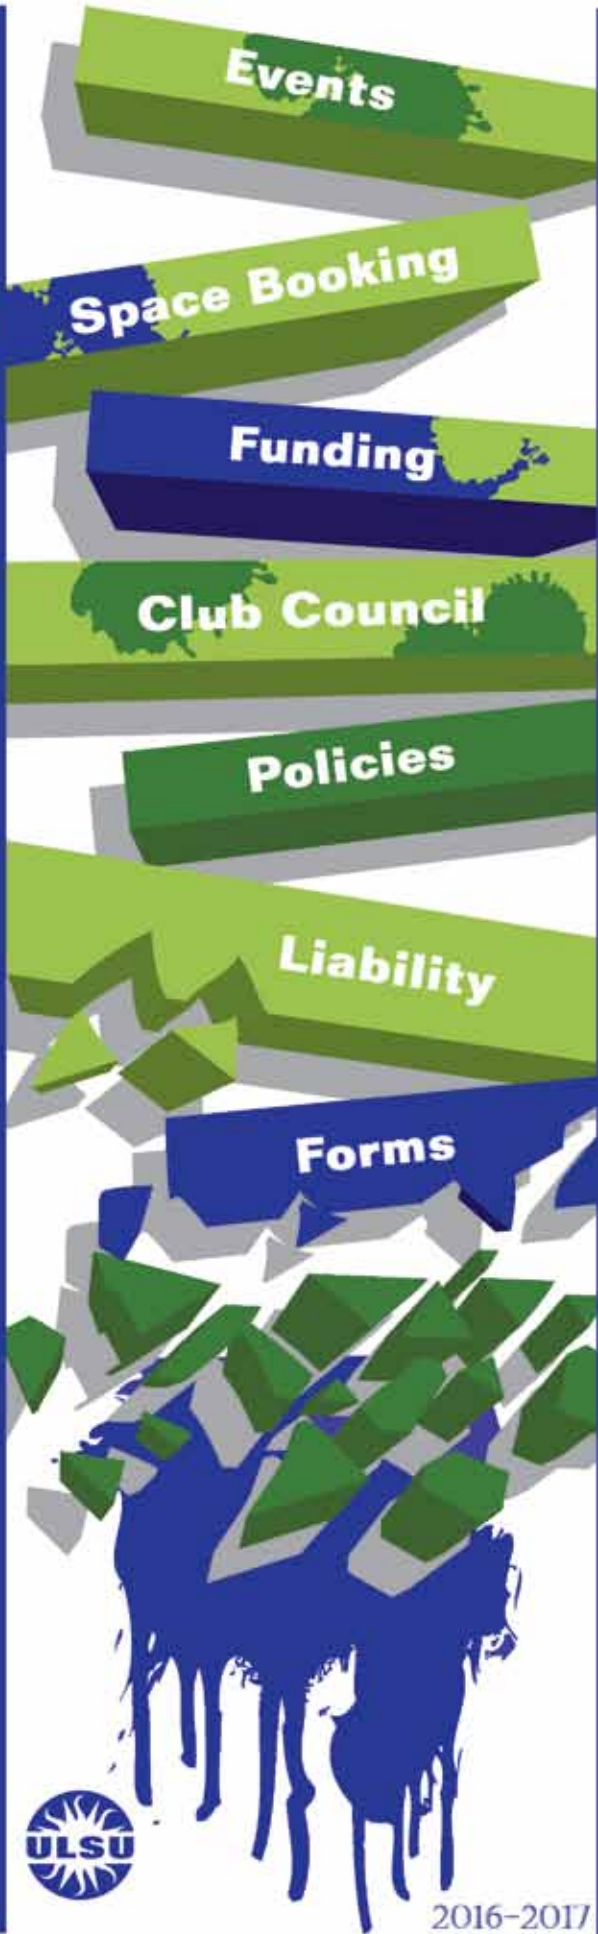 Events
Space Booking
Funding
Club Council
Policies
Liability
Forms
ULSU
2016-2017